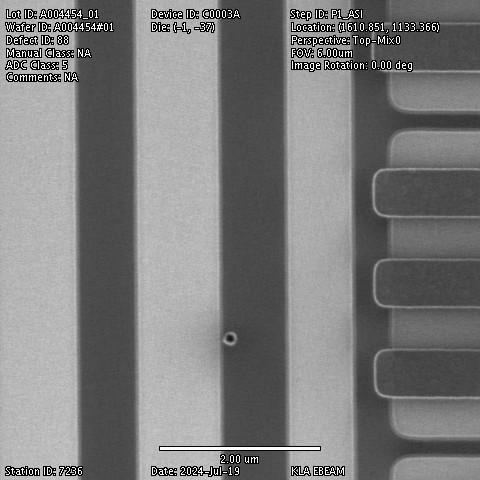 Lot ID: A004454_01
Wafer ID: A004454#01
Defect ID: 88
Manual Class: NA
ADC Class: 5
Comments: NA
Device ID: C0003A
Die: (-1, -57)
Step ID: P1_ASI
Location: (1610.851, 1133.366)
Perspective: Top-Mix0
FOV: 5.00um
Image Rotation: 0.00 deg
2.00 um
Station ID: 7236
Date: 2024-Jul-19
KLA EBEAM